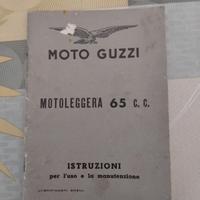 MOTO GUZZI
MOTOLEGGERA 65 C.C.
ISTRUZIONI
per l'uso e la manutenzione